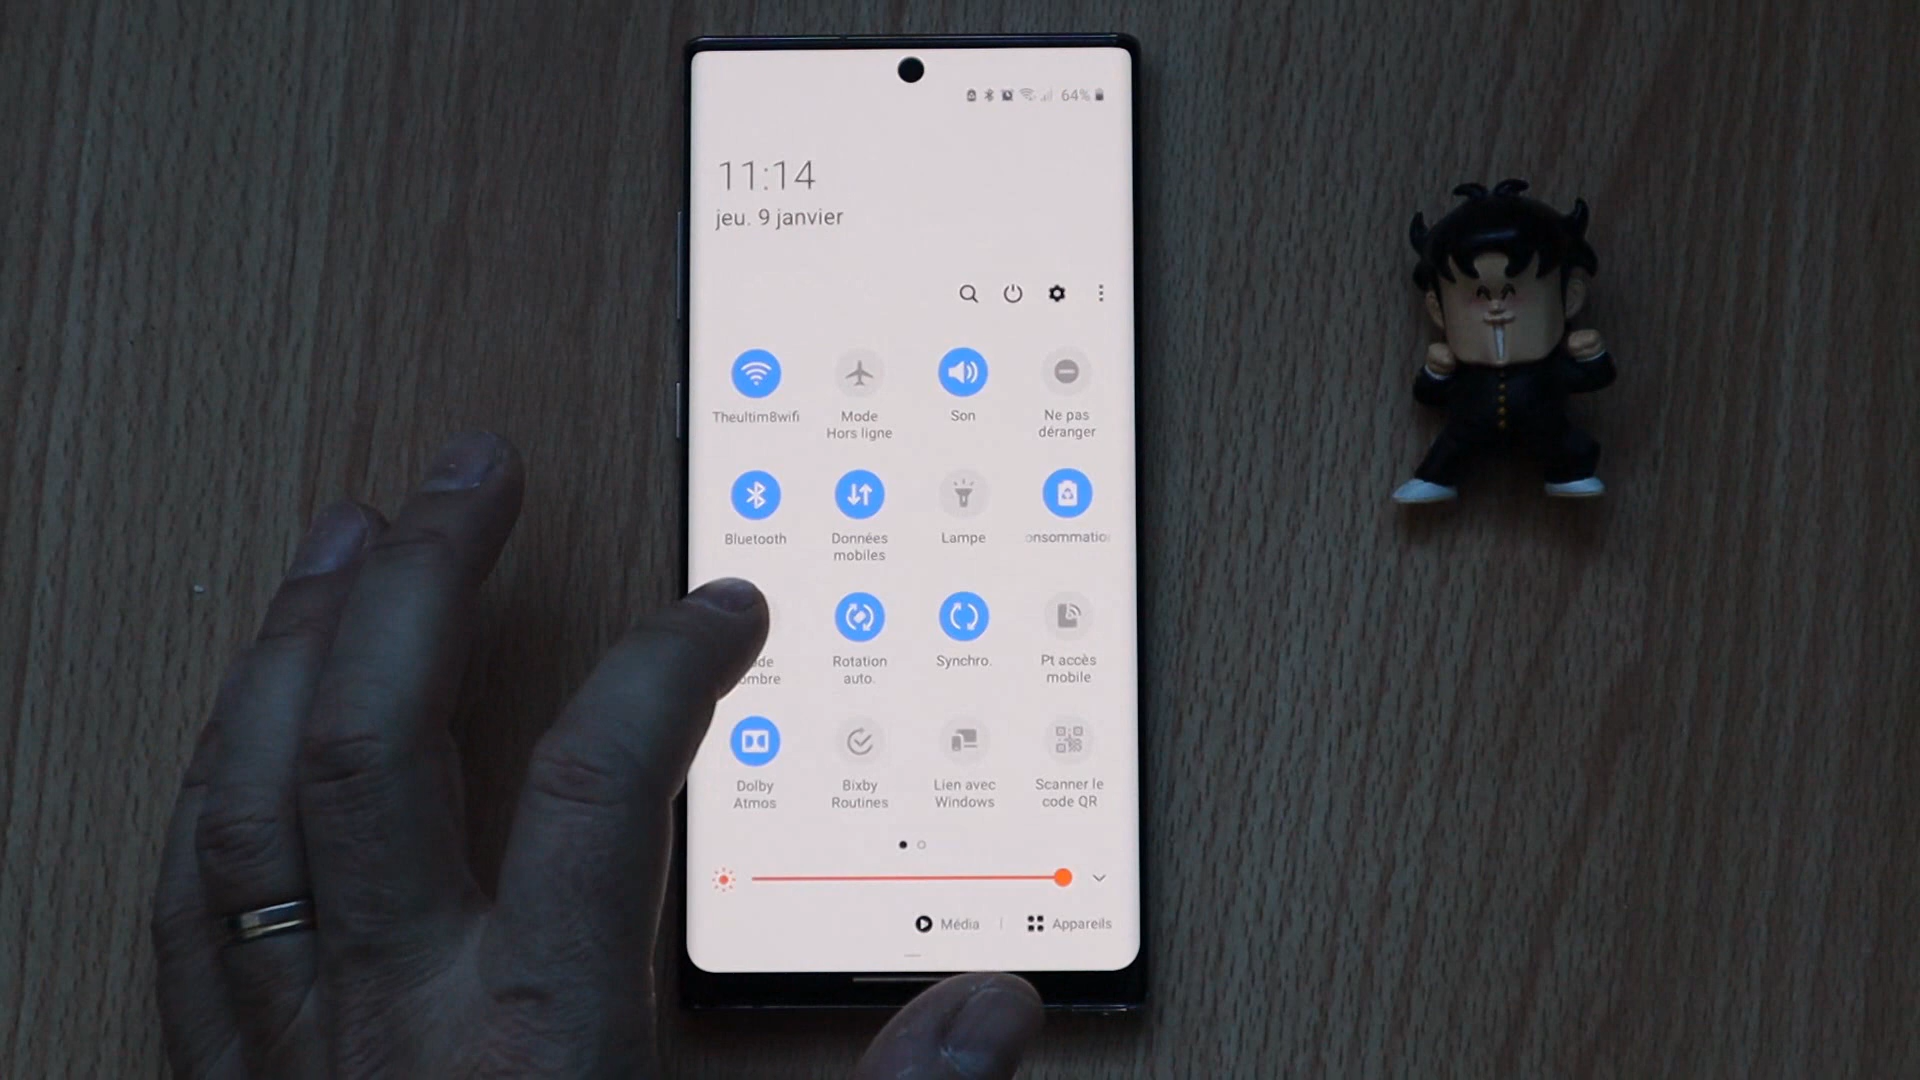 64%
11:14
jeu. 9 janvier
Theultim8wifi
Mode
Hors ligne
Son
Ne pas
déranger
Bluetooth
Données
mobiles
Lampe
onsommatio
de
ombre
Rotation
auto.
Synchro.
Pt accès
mobile
Dolby
Atmos
Bixby
Routines
Lien avec
Windows
Scanner le
code QR
Média
Appareils